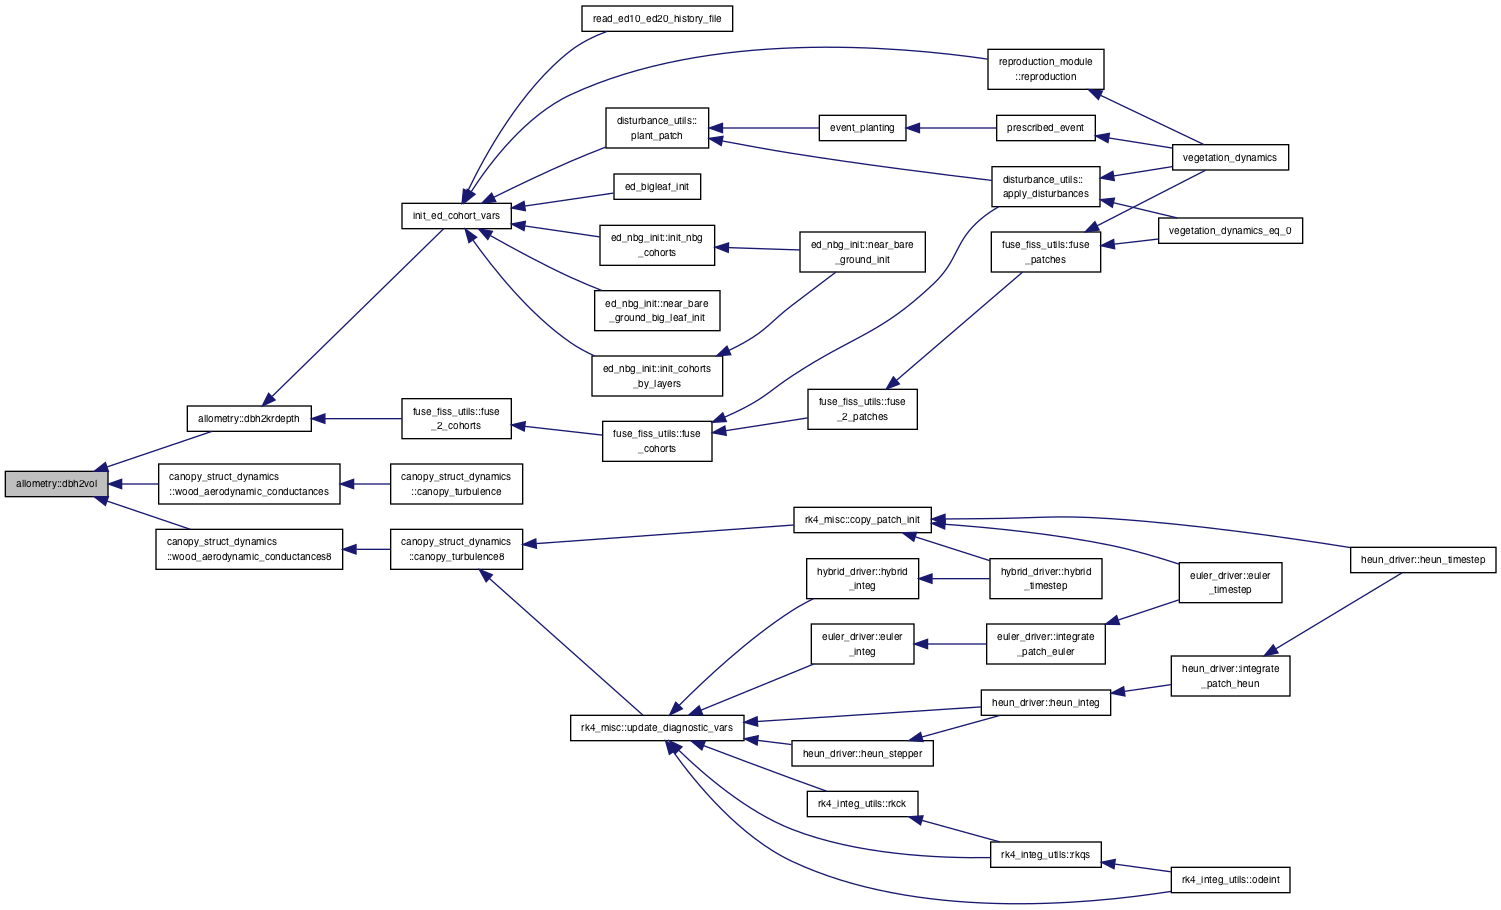 read_ed10_ed20_history_file
reproduction_module
::reproduction
disturbance_utils::
plant_patch
event_planting
prescribed_event
vegetation_dynamics
disturbance_utils::
apply_disturbances
ed_bigleaf_init
init_ed_cohort_vars
vegetation_dynamics_eq_0
ed_nbg_init::init_nbg
_cohorts
ed_nbg_init::near_bare
_ground_init
fuse_fiss_utils::fuse
_patches
ed_nbg_init::near_bare
_ground_big_leaf_init
ed_nbg_init::init_cohorts
_by_layers
allometry::dbh2krdepth
fuse_fiss_utils::fuse
_2_cohorts
fuse_fiss_utils::fuse
_2_patches
fuse_fiss_utils::fuse
_cohorts
allometry::dbh2vol
canopy_struct_dynamics
::wood_aerodynamic_conductances
canopy_struct_dynamics
::canopy_turbulence
canopy_struct_dynamics
::wood_aerodynamic_conductances8
canopy_struct_dynamics
::canopy_turbulence8
rk4_misc::copy_patch_init
heun_driver::heun_timestep
hybrid_driver::hybrid
_integ
hybrid_driver::hybrid
_timestep
euler_driver::euler
_timestep
euler_driver::euler
_integ
euler_driver::integrate
_patch_euler
heun_driver::integrate
_patch_heun
heun_driver::heun_integ
rk4_misc::update_diagnostic_vars
heun_driver::heun_stepper
rk4_integ_utils::rkck
rk4_integ_utils::rkqs
rk4_integ_utils::odeint